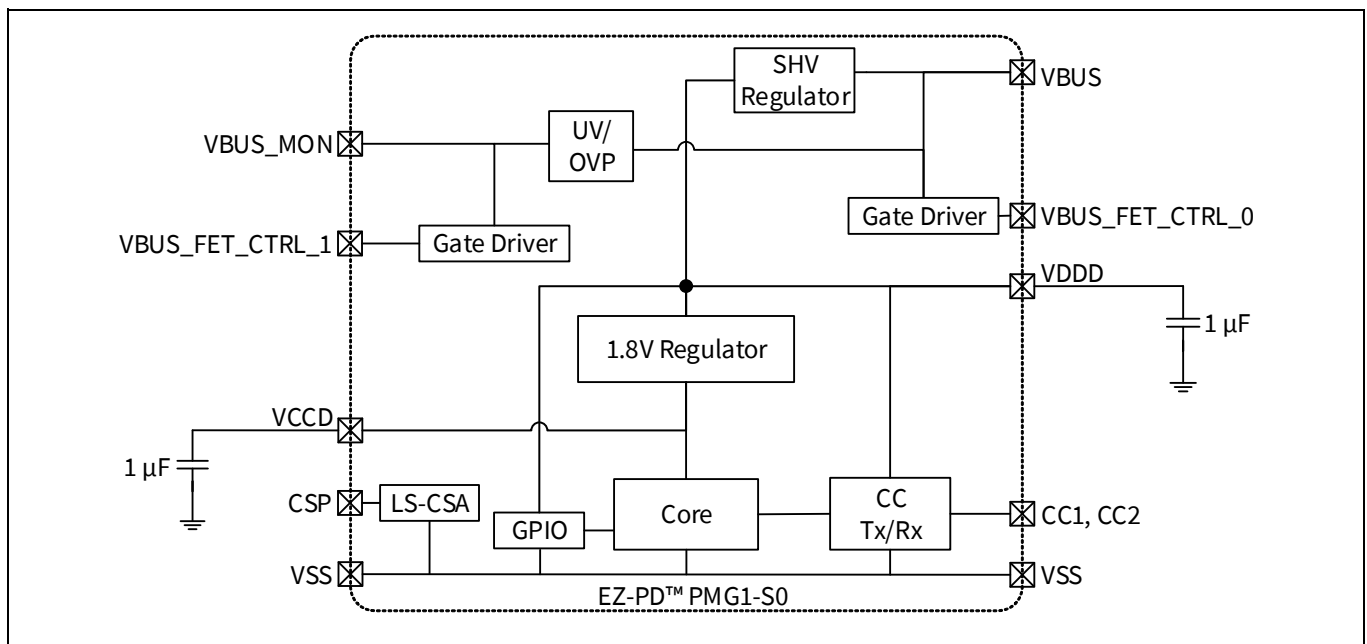 SHV
Regulator
VBUS
VBUS_MON
UV/
OVP
Gate Driver
VBUS_FET_CTRL_0
VBUS_FET_CTRL_1
Gate Driver
VDDD
1 µF
1.8V Regulator
VCCD
1 µF
CSP
LS-CSA
GPIO
Core
CC
Tx/Rx
CC1, CC2
VSS
VSS
EZ-PD™ PMG1-S0